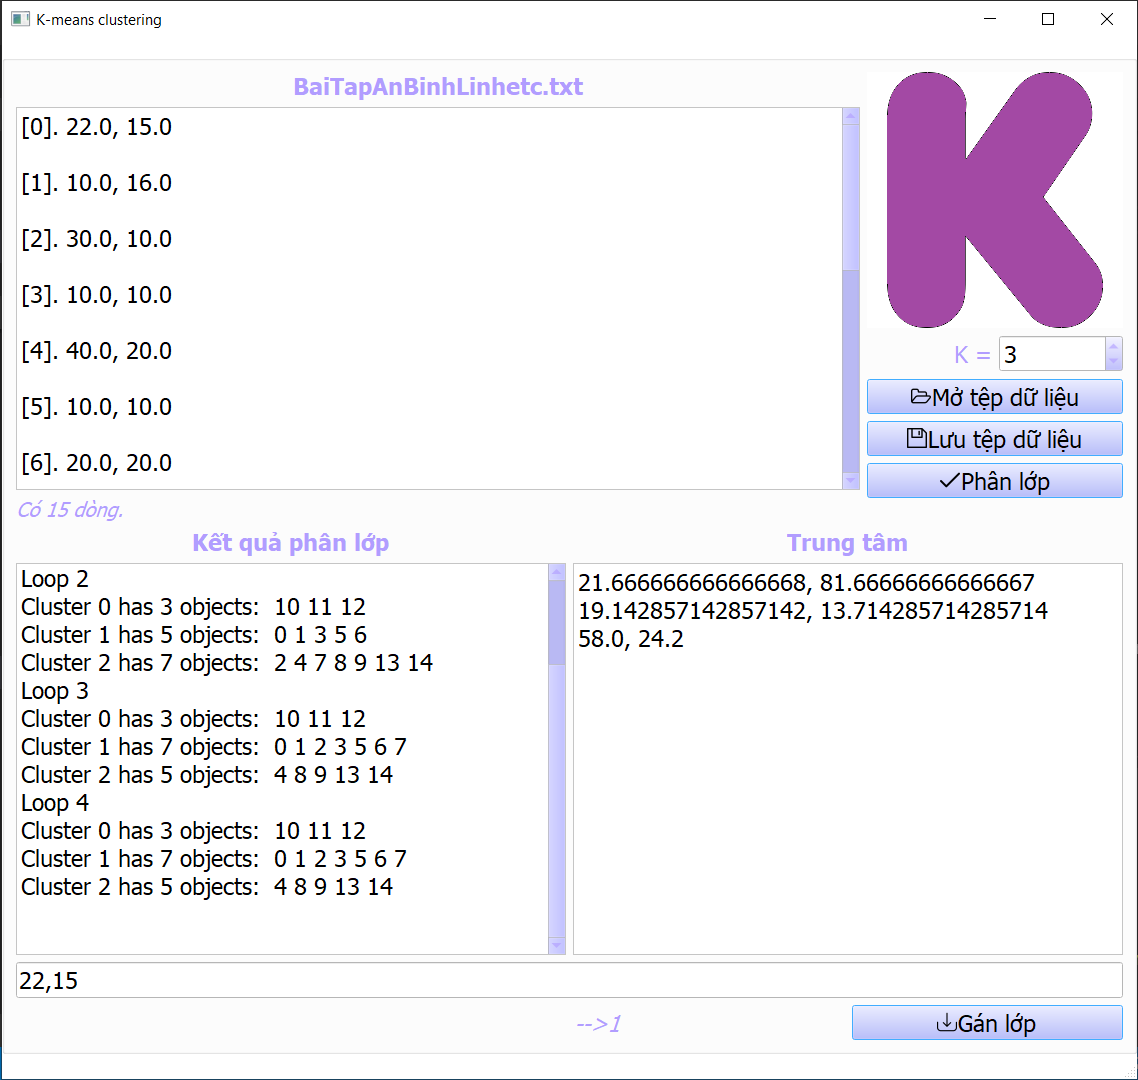 K-means clustering
BaiTapAnBinhLinhetc.txt
[0]. 22.0, 15.0
[1]. 10.0, 16.0
[2]. 30.0, 10.0
[3]. 10.0, 10.0
[4]. 40.0, 20.0
[5]. 10.0, 10.0
[6]. 20.0, 20.0
Có 15 dòng.
K
K = 3
Mở tệp dữ liệu
Lưu tệp dữ liệu
Phân lớp
Kết quả phân lớp
Loop 2
Cluster 0 has 3 objects: 10 11 12
Cluster 1 has 5 objects: 0 1 3 5 6
Cluster 2 has 7 objects: 2 4 7 8 9 13 14
Loop 3
Cluster 0 has 3 objects: 10 11 12
Cluster 1 has 7 objects: 0 1 2 3 5 6 7
Cluster 2 has 5 objects: 4 8 9 13 14
Loop 4
Cluster 0 has 3 objects: 10 11 12
Cluster 1 has 7 objects: 0 1 2 3 5 6 7
Cluster 2 has 5 objects: 4 8 9 13 14
Trung tâm
21.666666666666668, 81.66666666666667
19.142857142857142, 13.714285714285714
58.0, 24.2
22,15
-->1
Gán lớp